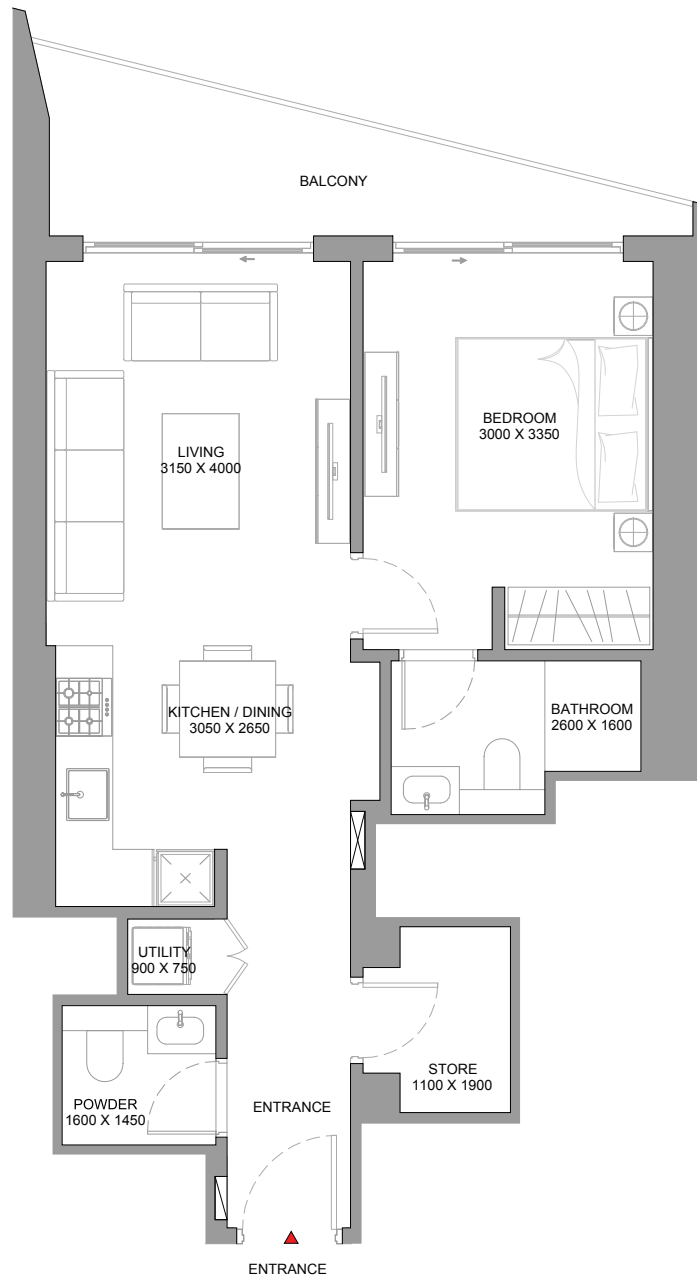 BALCONY
LIVING
3150 X 4000
BEDROOM
3000 X 3350
KITCHEN / DINING
3050 X 2650
BATHROOM
2600 X 1600
UTILITY
900 X 750
STORE
1100 X 1900
POWDER
1600 X 1450
ENTRANCE
ENTRANCE